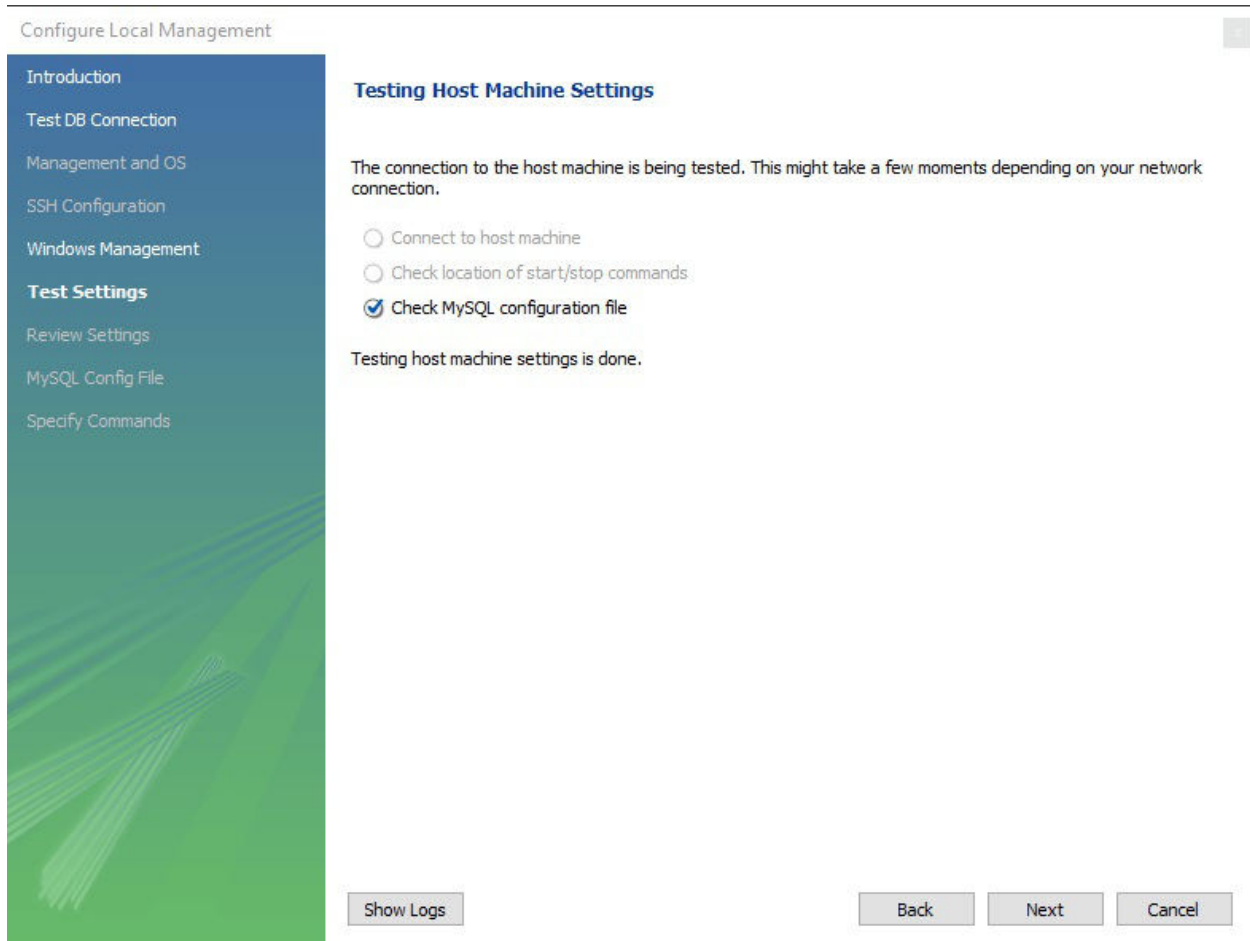 Configure Local Management
Introduction
Test DB Connection
Management and OS
SSH Configuration
Windows Management
Test Settings
Review Settings
MySQL Config File
Specify Commands
Testing Host Machine Settings
The connection to the host machine is being tested. This might take a few moments depending on your network
connection.
Connect to host machine
Check location of start/stop commands
Check MySQL configuration file
Testing host machine settings is done.
Show Logs
Back
Next
Cancel